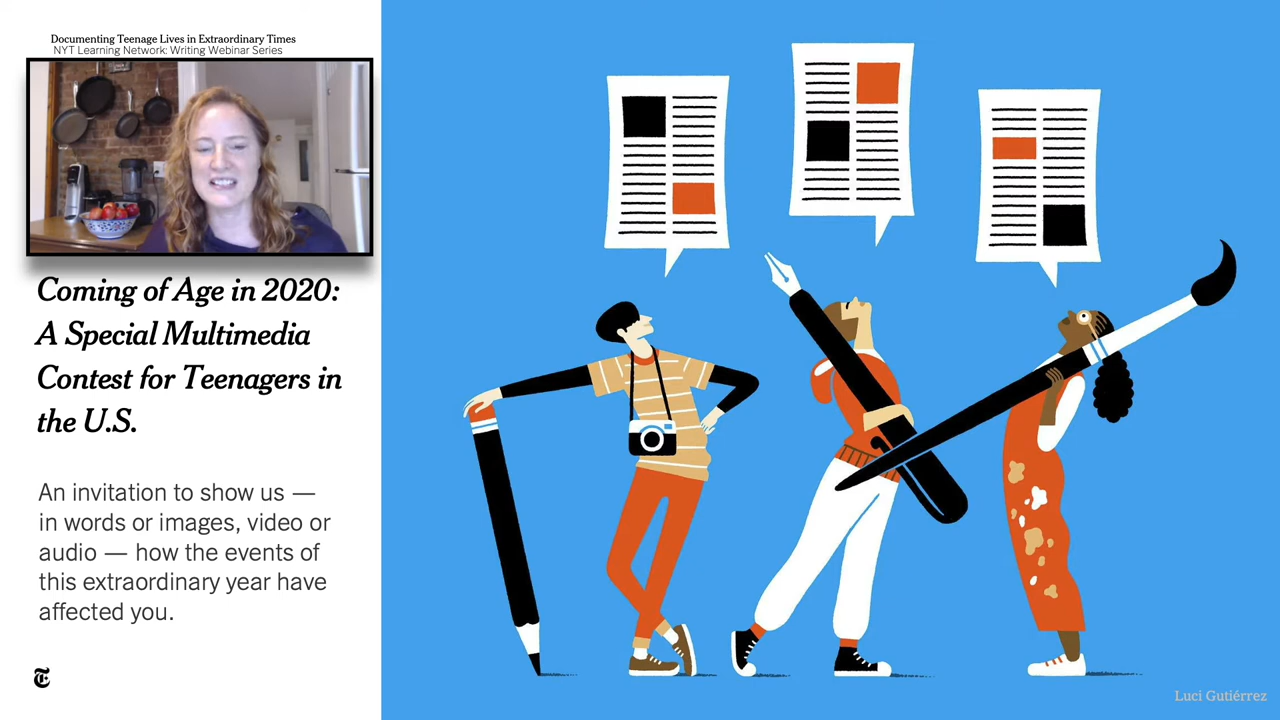 Documenting Teenage Lives in Extraordinary Times
NYT Learning Network: Writing Webinar Series
Coming of Age in 2020:
A Special Multimedia
Contest for Teenagers in
the U.S.
An invitation to show us —
in words or images, video or
audio — how the events of
this extraordinary year have
affected you.
T
Luci Gutiérrez